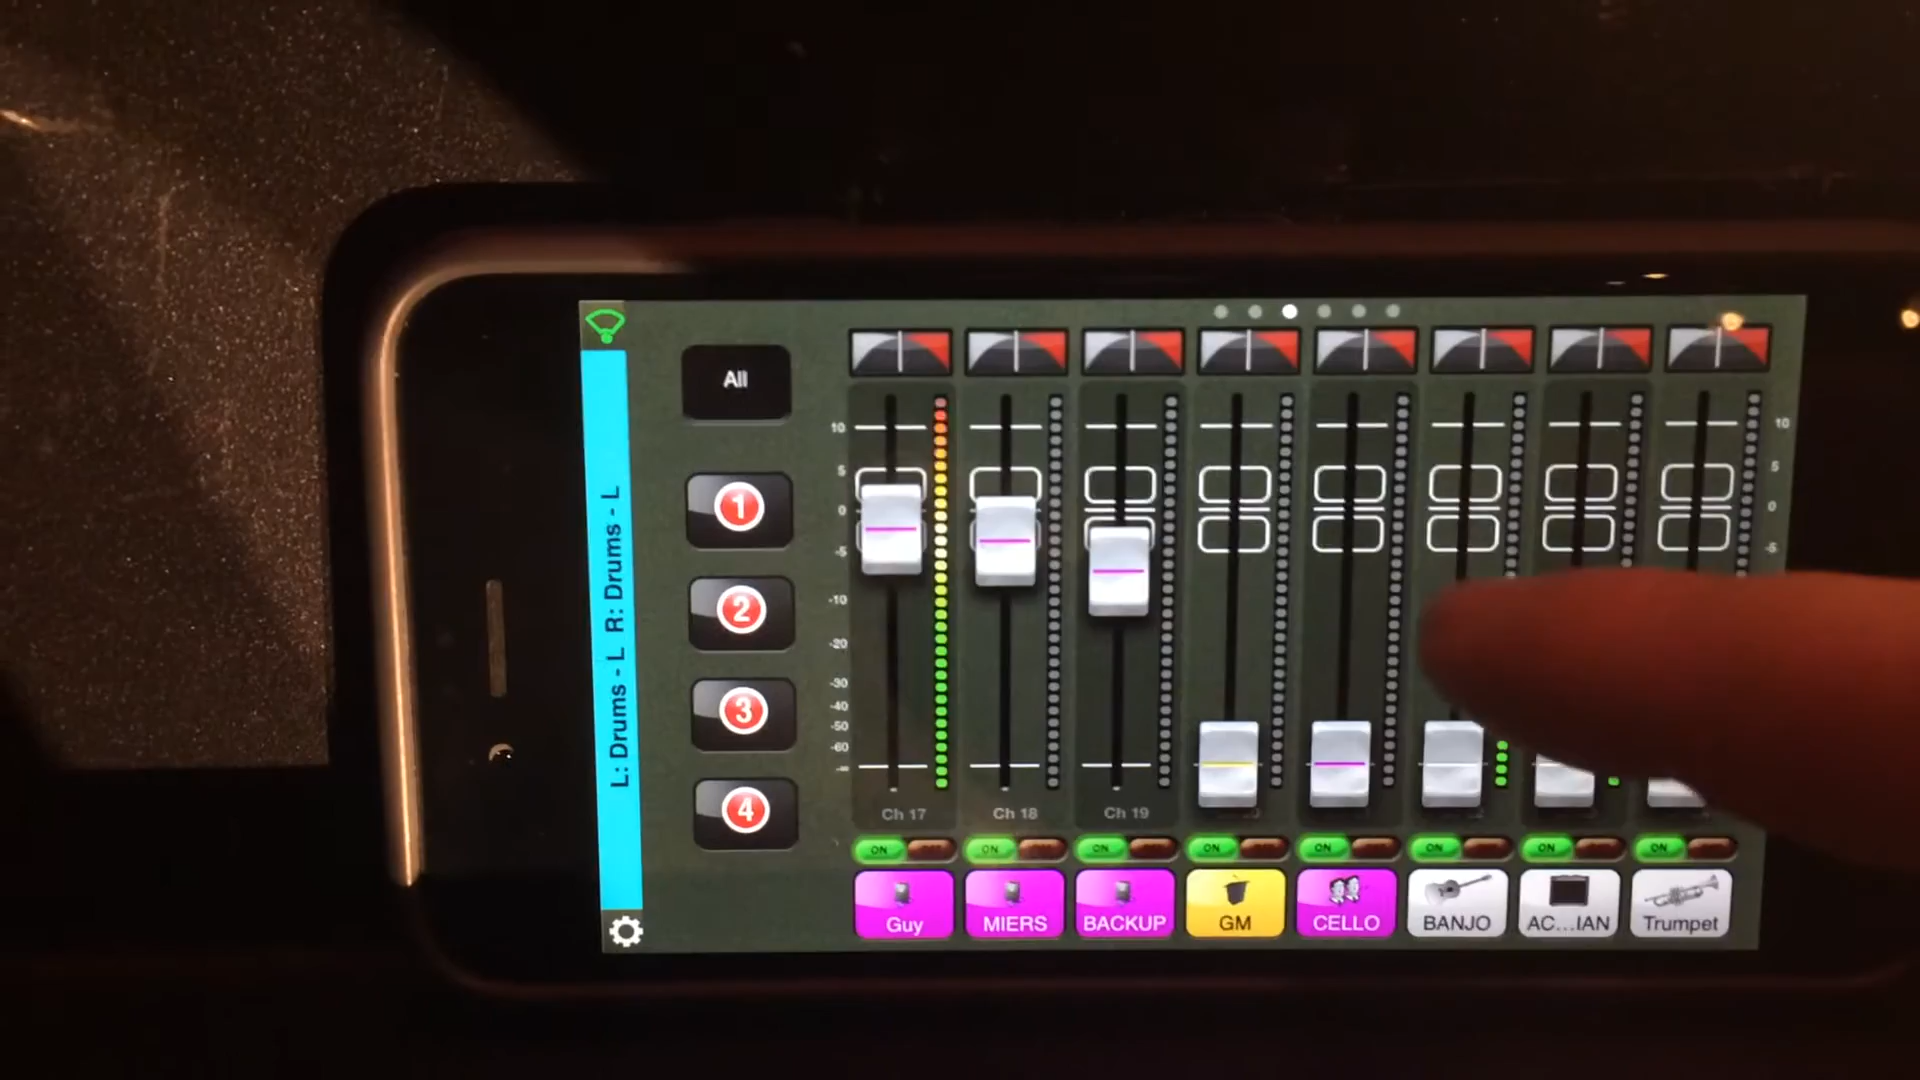 All
L: Drums - L R: Drums - L
1
2
3
4
10
5
0
-5
-10
-20
-30
-40
-50
-60
-∞
10
5
0
-5
Ch 17
Ch 18
Ch 19
ON
ON
ON
ON
ON
ON
ON
ON
Guy
MIERS
BACKUP
GM
CELLO
BANJO
AC...IAN
Trumpet